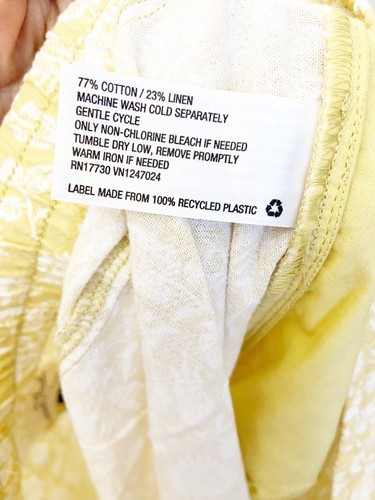 77% COTTON / 23% LINEN
MACHINE WASH COLD SEPARATELY
GENTLE CYCLE
ONLY NON-CHLORINE BLEACH IF NEEDED
TUMBLE DRY LOW, REMOVE PROMPTLY
WARM IRON IF NEEDED
RN17730 VN1247024
LABEL MADE FROM 100% RECYCLED PLASTIC